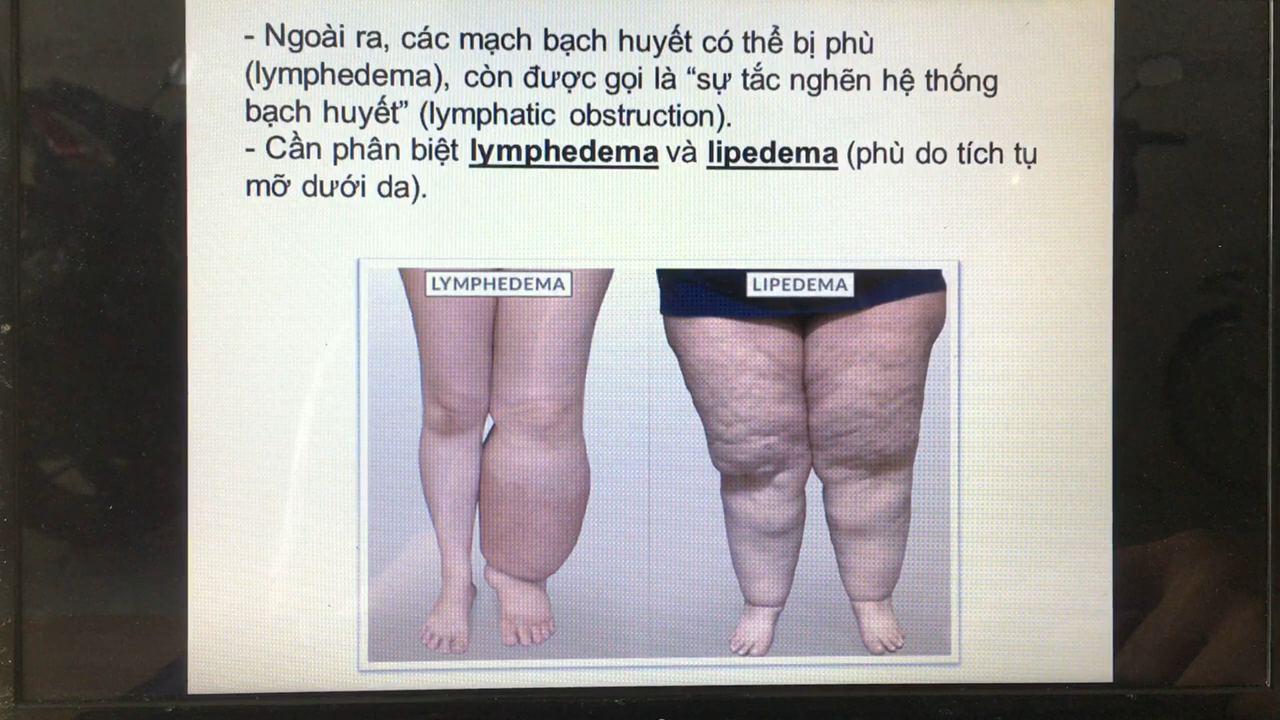 - Ngoài ra, các mạch bạch huyết có thể bị phù
(lymphedema), còn được gọi là “sự tắc nghẽn hệ thống
bạch huyết” (lymphatic obstruction).
- Cần phân biệt lymphedema và lipedema (phù do tích tụ
mỡ dưới da).
LYMPHEDEMA
LIPEDEMA